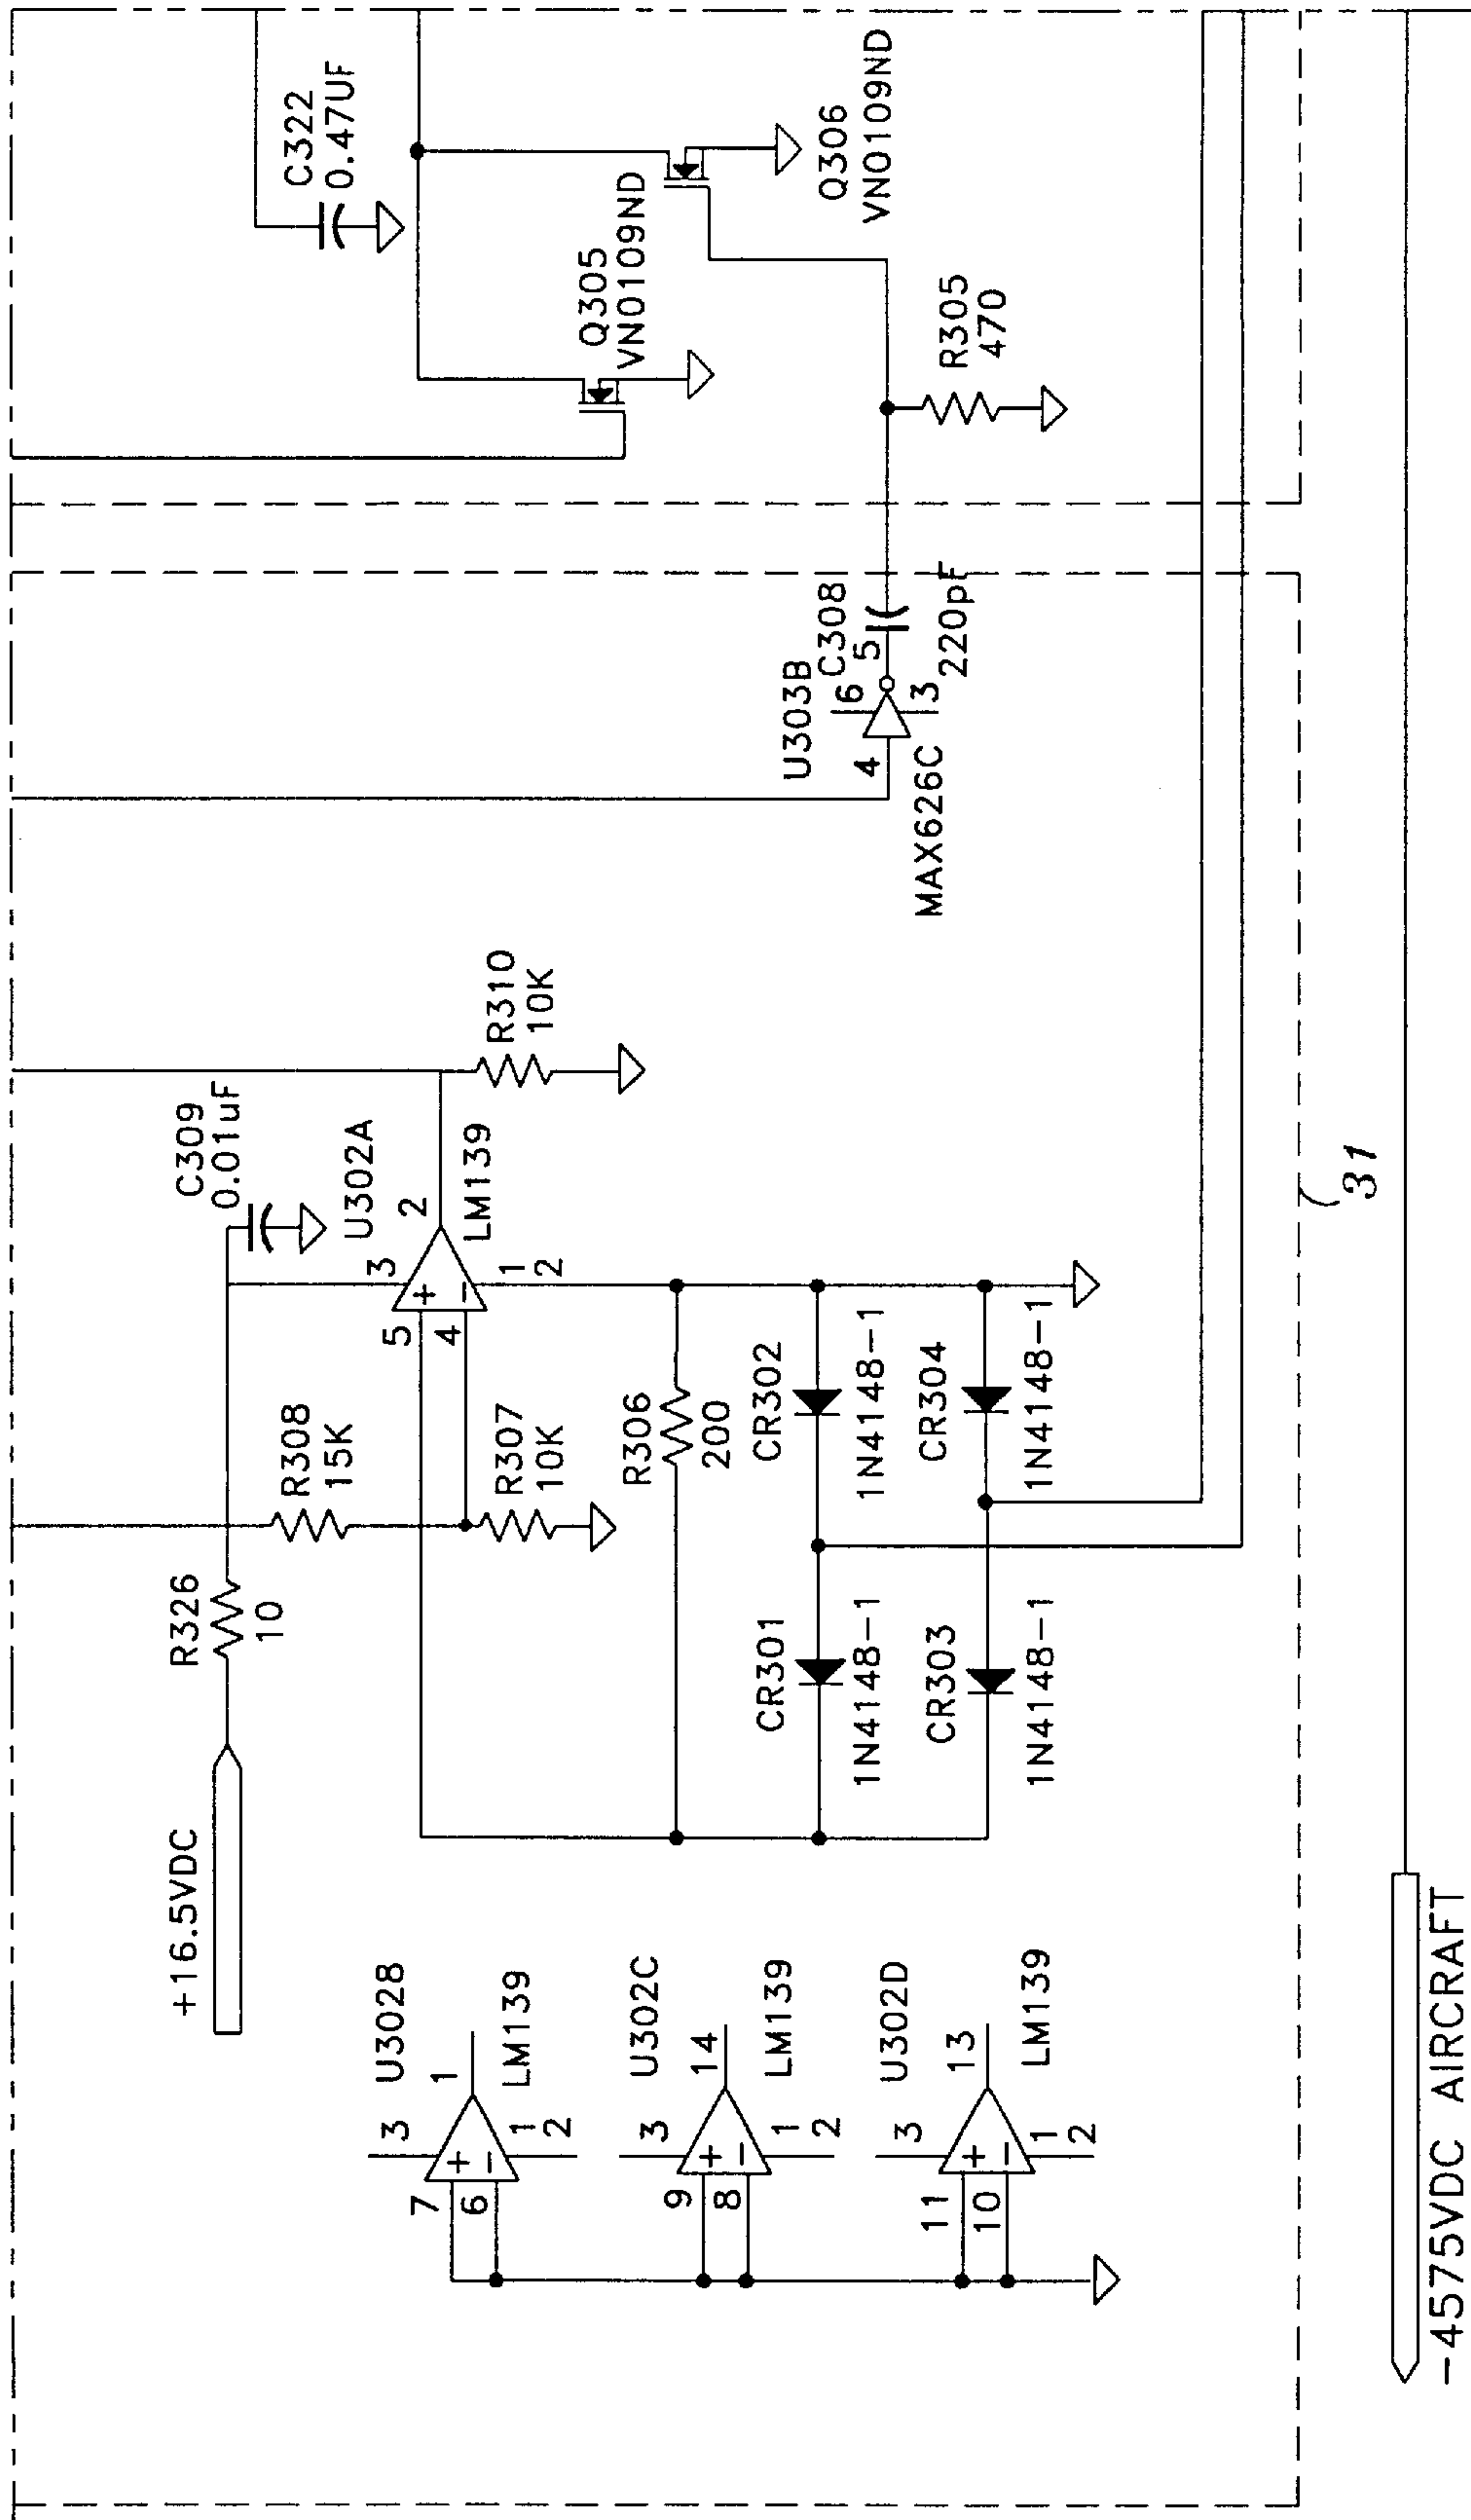 +16.5VDC
R326
10
C309
0.01uF
R308
15K
C322
0.47UF
U302B
3
7
6
1
1
2
LM139
U302A
3
5
4
2
1
2
LM139
R307
10K
R310
10K
Q305
VN0109ND
Q306
VN0109ND
U302C
3
9
8
14
1
2
LM139
R306
200
CR301
1N4148-1
CR302
1N4148-1
U303B
C308
6
4
5
3
MAX626C
220pF
R305
470
U302D
3
11
10
13
1
2
LM139
CR303
1N4148-1
CR304
1N4148-1
31
-4575VDC AIRCRAFT